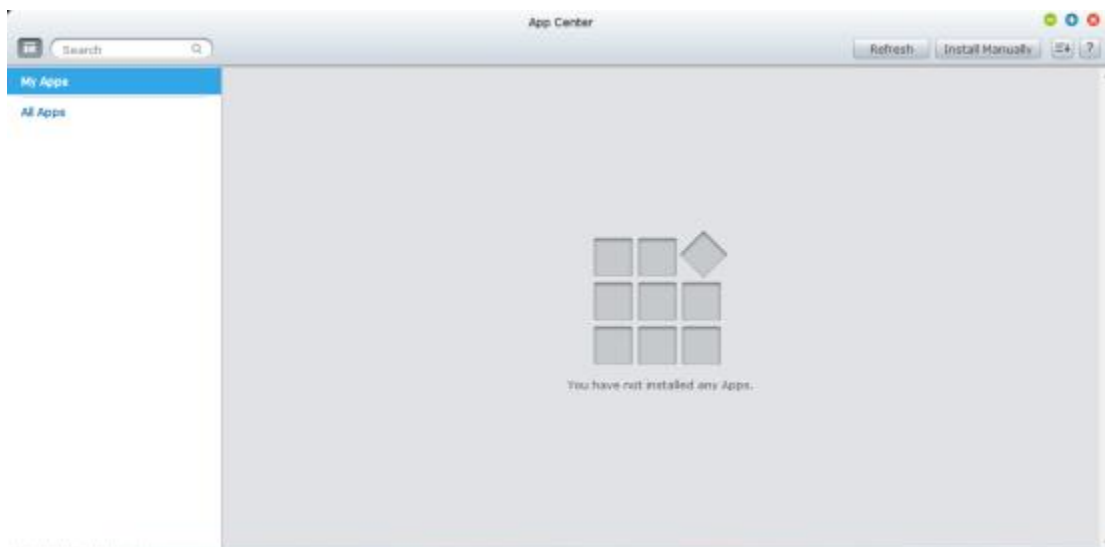 App Center
Search
Refresh
Install Manually
?
My Apps
All Apps
You have not installed any Apps.